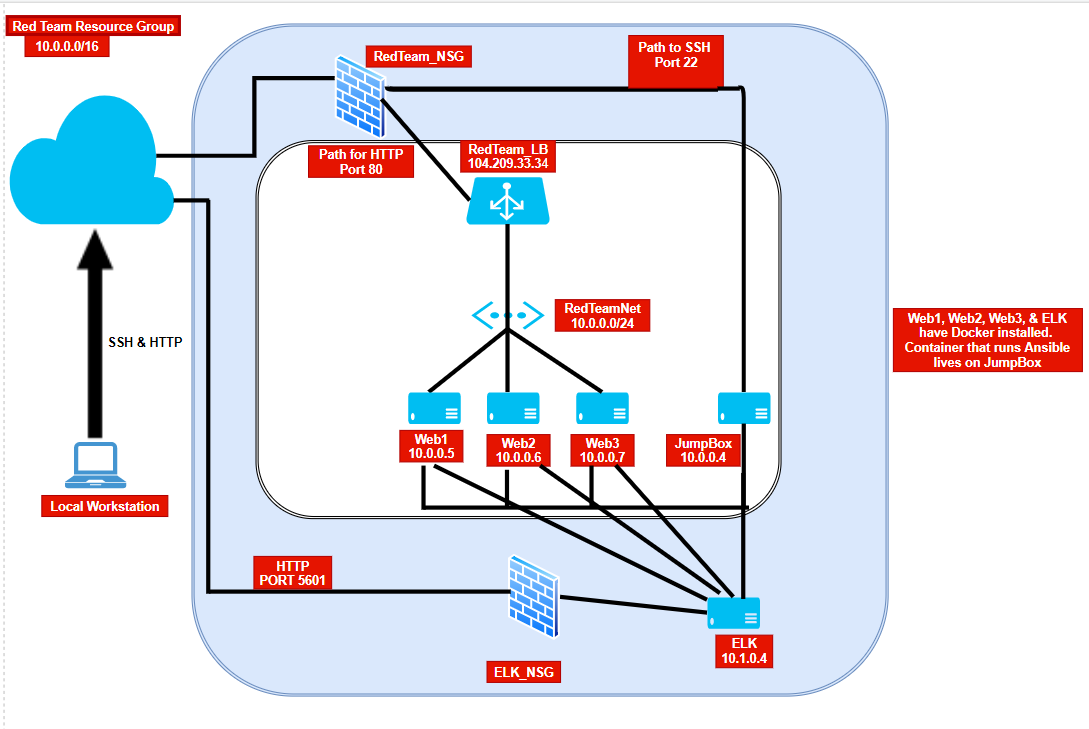 Red Team Resource Group
10.0.0.0/16
RedTeam_NSG
Path to SSH
Port 22
Path for HTTP
Port 80
RedTeam_LB
104.209.33.34
RedTeamNet
10.0.0.0/24
Web1, Web2, Web3, & ELK
have Docker installed.
Container that runs Ansible
lives on JumpBox
SSH & HTTP
Web1
10.0.0.5
Web2
10.0.0.6
Web3
10.0.0.7
JumpBox
10.0.0.4
Local Workstation
HTTP
PORT 5601
ELK_NSG
ELK
10.1.0.4